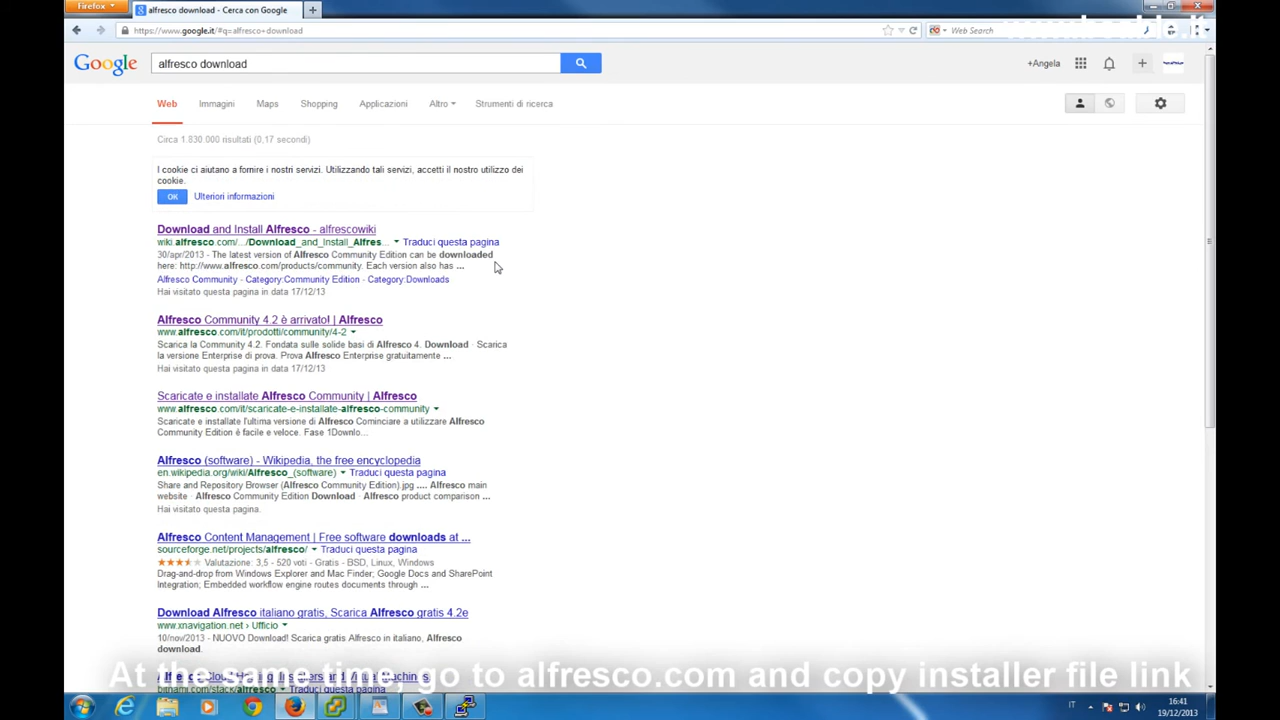 Firefox
alfresco download - Cerca con Google
https://www.google.it/#q=alfresco+download
Web Search
Google
alfresco download
+Angela
Web Immagini Maps Shopping Applicazioni Altro Strumenti di ricerca
Circa 1.830.000 risultati (0,17 secondi)
I cookie ci aiutano a fornire i nostri servizi. Utilizzando tali servizi, accetti il nostro utilizzo dei
cookie.
OK Ulteriori informazioni
Download and Install Alfresco - alfrescowiki
wiki.alfresco.com/.../Download_and_Install_Alfres... Traduci questa pagina
30/apr/2013 - The latest version of Alfresco Community Edition can be downloaded
here: http://www.alfresco.com/products/community. Each version also has ...
Alfresco Community - Category:Community Edition - Category:Downloads
Hai visitato questa pagina in data 17/12/13
Alfresco Community 4.2 è arrivato! | Alfresco
www.alfresco.com/it/prodotti/community/4-2
Scarica la Community 4.2. Fondata sulle solide basi di Alfresco 4. Download · Scarica
la versione Enterprise di prova. Prova Alfresco Enterprise gratuitamente ...
Hai visitato questa pagina in data 17/12/13
Scaricate e installate Alfresco Community | Alfresco
www.alfresco.com/it/scaricate-e-installate-alfresco-community
Scaricate e installate l'ultima versione di Alfresco Cominciare a utilizzare Alfresco
Community Edition è facile e veloce. Fase 1Downlo...
Alfresco (software) - Wikipedia, the free encyclopedia
en.wikipedia.org/wiki/Alfresco_(software) Traduci questa pagina
Share and Repository Browser (Alfresco Community Edition).jpg .... Alfresco main
website · Alfresco Community Edition Download · Alfresco product comparison ...
Hai visitato questa pagina.
Alfresco Content Management | Free software downloads at ...
sourceforge.net/projects/alfresco/ Traduci questa pagina
Valutazione: 3,5 - 520 voti - Gratis - BSD, Linux, Windows
Drag-and-drop from Windows Explorer and Mac Finder; Google Docs and SharePoint
Integration; Embedded workflow engine routes documents through ...
Download Alfresco italiano gratis, Scarica Alfresco gratis 4.2e
www.xnavigation.net › Ufficio
10/nov/2013 - NUOVO Download! Scarica gratis Alfresco in italiano, Alfresco
download.
Alfresco Cloud Hosting, Installers and Virtual Machines
bitnami.com/stack/alfresco Traduci questa pagina
At the same time, go to alfresco.com and copy installer file link
IT
16:41
19/12/2013